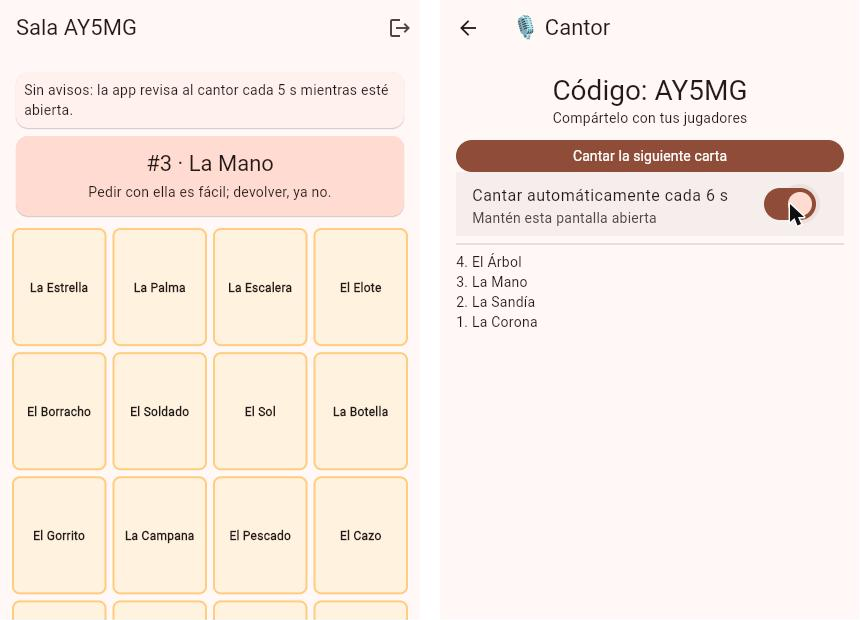 Sala AY5MG
Sin avisos: la app revisa al cantor cada 5 s mientras esté
abierta.
#3 · La Mano
Pedir con ella es fácil; devolver, ya no.
La Estrella
La Palma
La Escalera
El Elote
El Borracho
El Soldado
El Sol
La Botella
El Gorrito
La Campana
El Pescado
El Cazo
Cantor
Código: AY5MG
Compártelo con tus jugadores
Cantar la siguiente carta
Cantar automáticamente cada 6 s
Mantén esta pantalla abierta
4. El Árbol
3. La Mano
2. La Sandía
1. La Corona